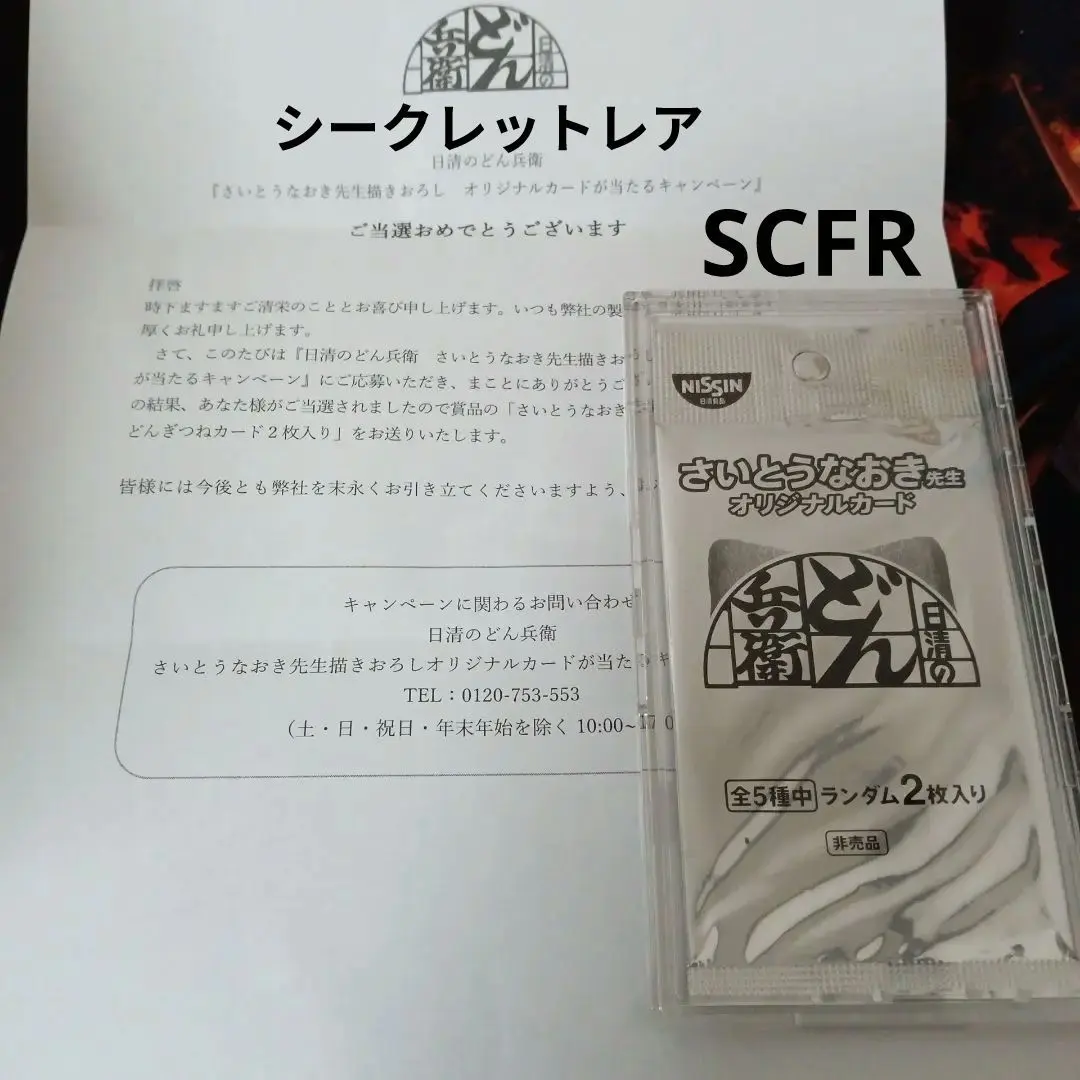 日清の
どん
兵衛
シークレットレア
日清のどん兵衛
『さいとうなおき先生描きおろし　オリジナルカードが当たるキャンペーン』
ご当選おめでとうございます
SCFR
拝啓
時下ますますご清栄のこととお喜び申し上げます。いつも弊社の製
厚くお礼申し上げます。
さて、このたびは『日清のどん兵衛　さいとうなおき先生描きお
が当たるキャンペーン』にご応募いただき、まことにありがとうご
の結果、あなた様がご当選されましたので賞品の「さいとうなおき
どんぎつねカード２枚入り」をお送りいたします。
皆様には今後とも弊社を末永くお引き立てくださいますよう、
キャンペーンに関わるお問い合わせ
日清のどん兵衛
さいとうなおき先生描きおろしオリジナルカードが当た
TEL：0120-753-553
（土・日・祝日・年末年始を除く 10:00~17
NISSIN
日清食品
さいとうなおき先生
オリジナルカード
日清の
どん
兵衛
全5種中 ランダム2枚入り
非売品